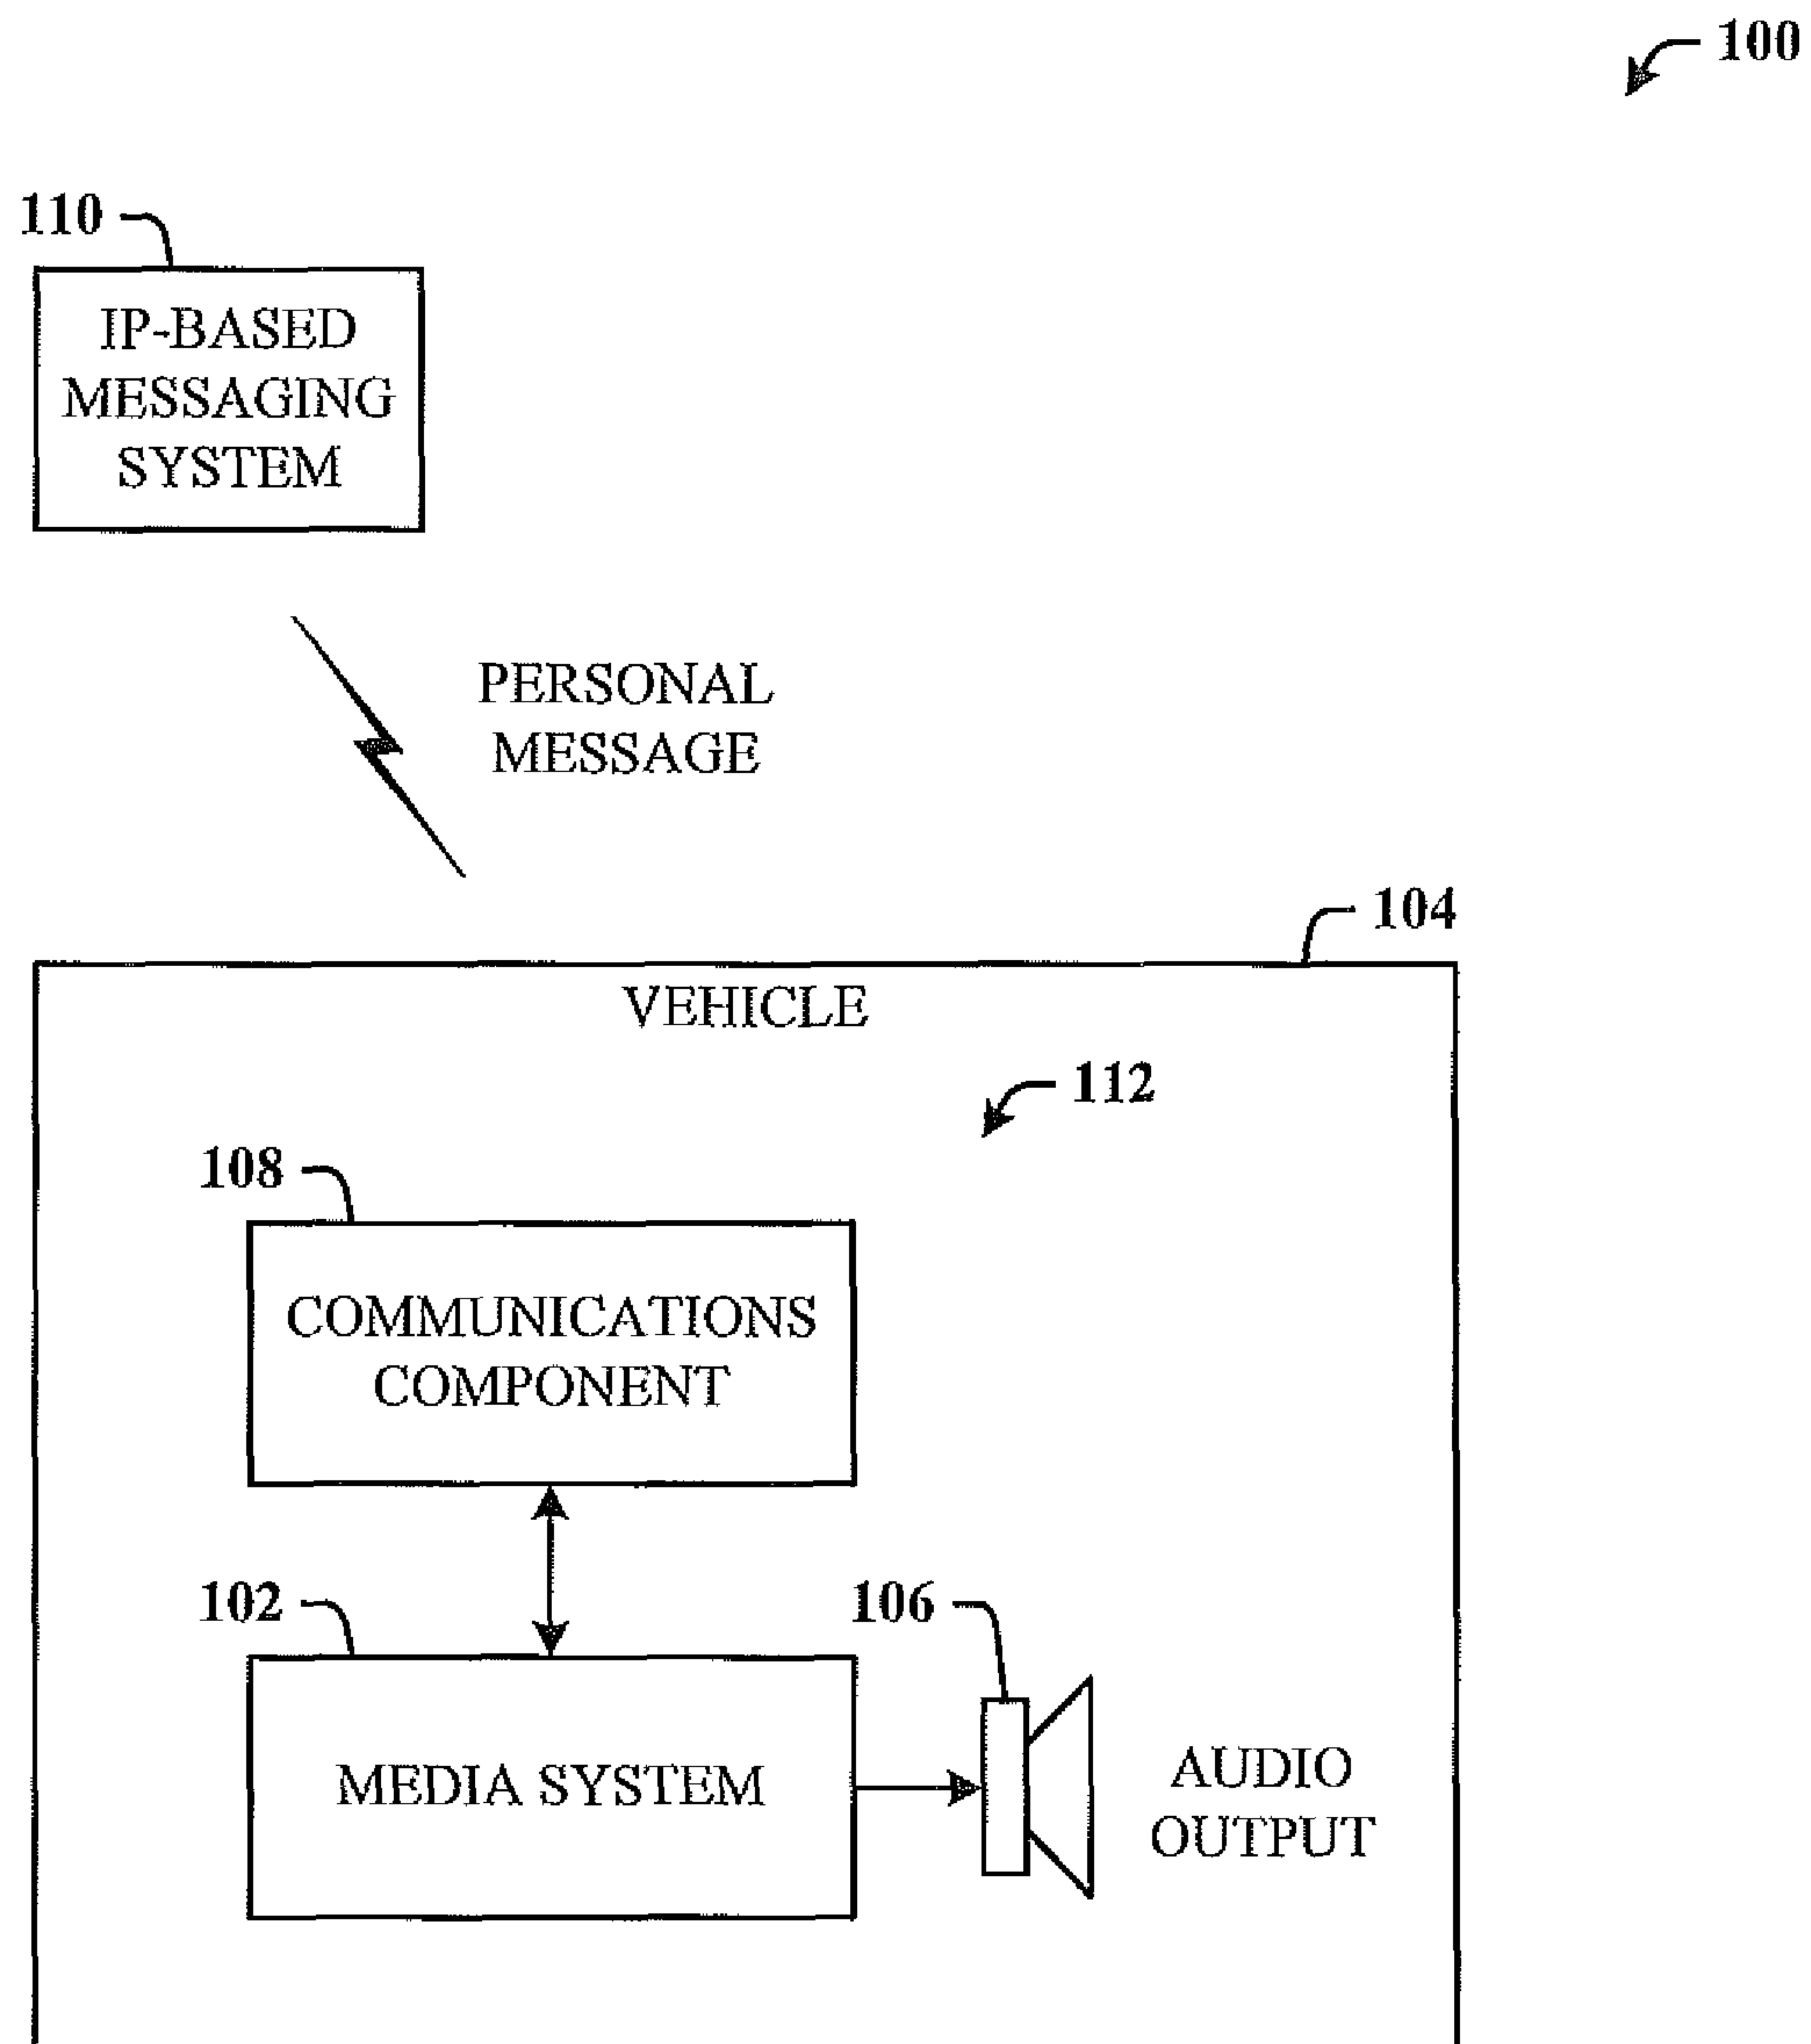 100
110
IP-BASED
MESSAGING
SYSTEM
PERSONAL
MESSAGE
104
VEHICLE
112
108
COMMUNICATIONS
COMPONENT
102
106
MEDIA SYSTEM
AUDIO
OUTPUT